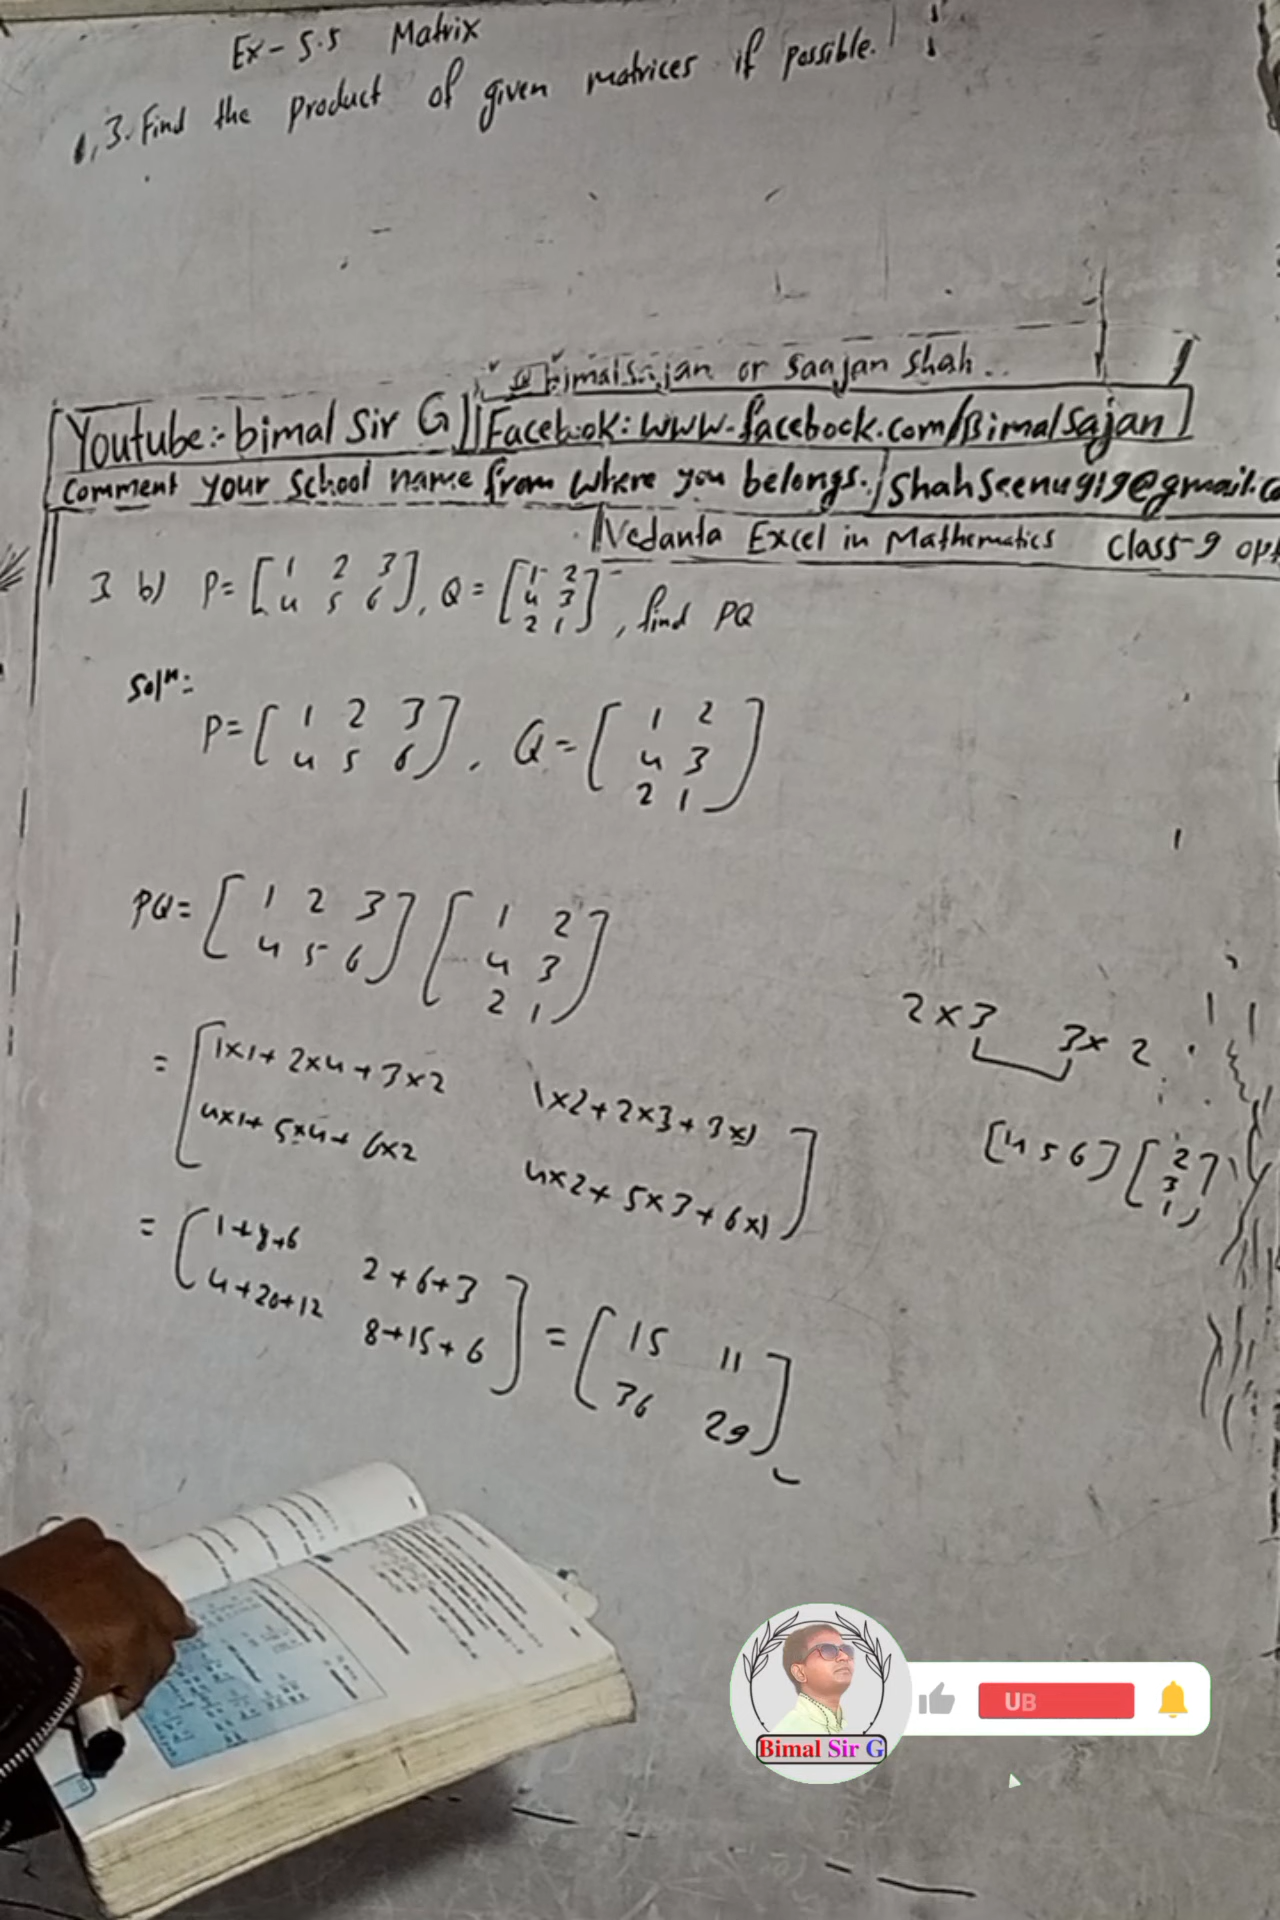 Ex- 5.5 Matrix
1, 3. Find the product of given matrices if possible.
@bimalsajan or Saajan Shah..
Youtube:- bimal Sir G || Facebook: www.facebook.com/Bimalsajan
Comment your School name from where you belongs. / Shahseenu919@gmail.co
Vedanta Excel in Mathematics Class-9 opt
3 b) P = [1 2 3
4 5 6], Q = [1 2
4 3
2 1], find PQ
Solⁿ:
P = [1 2 3
4 5 6], Q = [1 2
4 3
2 1]
PQ = [1 2 3
4 5 6] [1 2
4 3
2 1]
2 × 3 3 × 2
= [1×1+2×4+3×2 1×2+2×3+3×1
4×1+5×4+6×2 4×2+5×3+6×1]
[4 5 6] [2
3
1]
= [1+8+6 2+6+3
4+20+12 8+15+6] = [15 11
36 29]
UB
Bimal Sir G